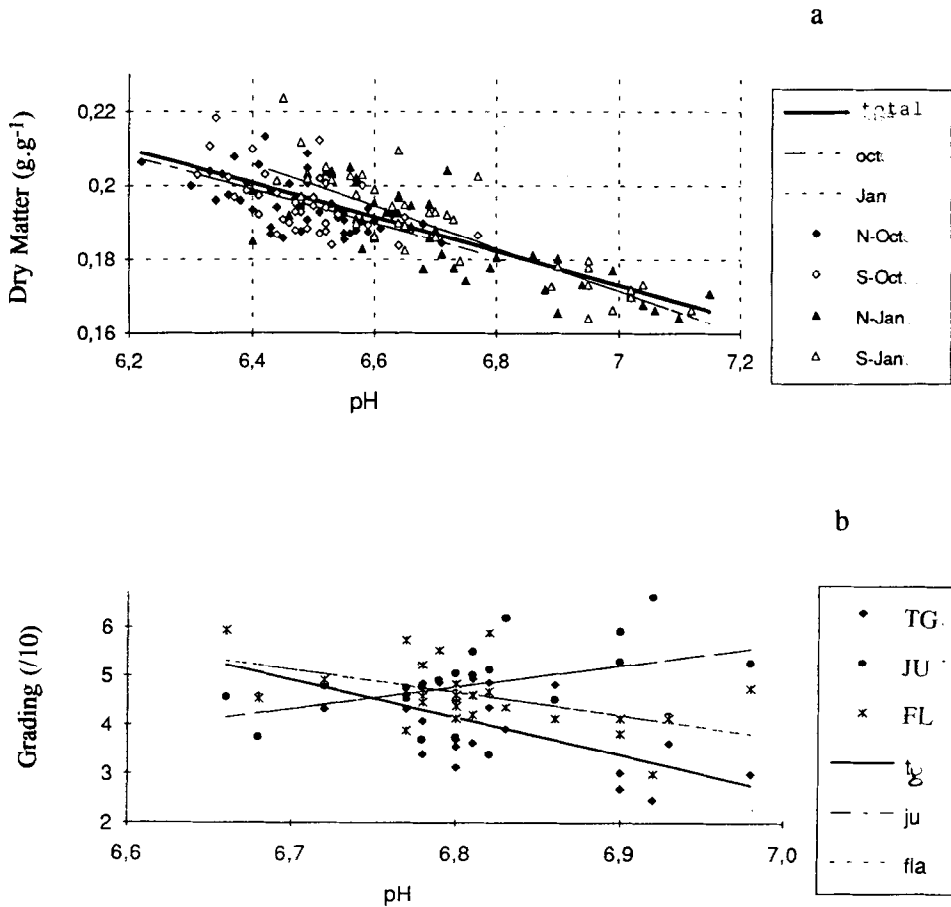 a
Dry Matter (g.g⁻¹)
0,22
0,2
0,18
0,16
6,2
6,4
6,6
6,8
7
7,2
pH
total
oct.
Jan
N-Oct.
S-Oct.
N-Jan.
S-Jan.
b
Grading (/10)
6
5
4
3
2
6,6
6,7
6,8
6,9
7,0
pH
TG
JU
FL
tg
ju
fla